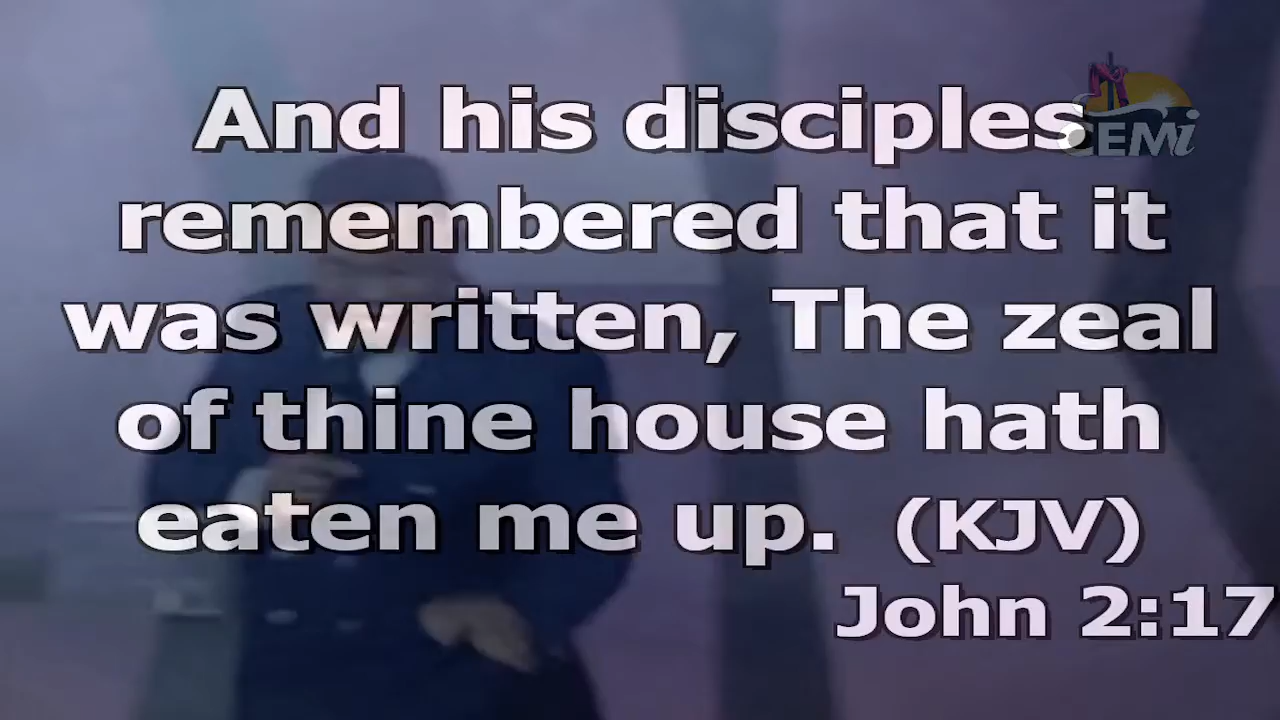 And his disciples
CEMi
remembered that it
was written, The zeal
of thine house hath
eaten me up. (KJV)
John 2:17